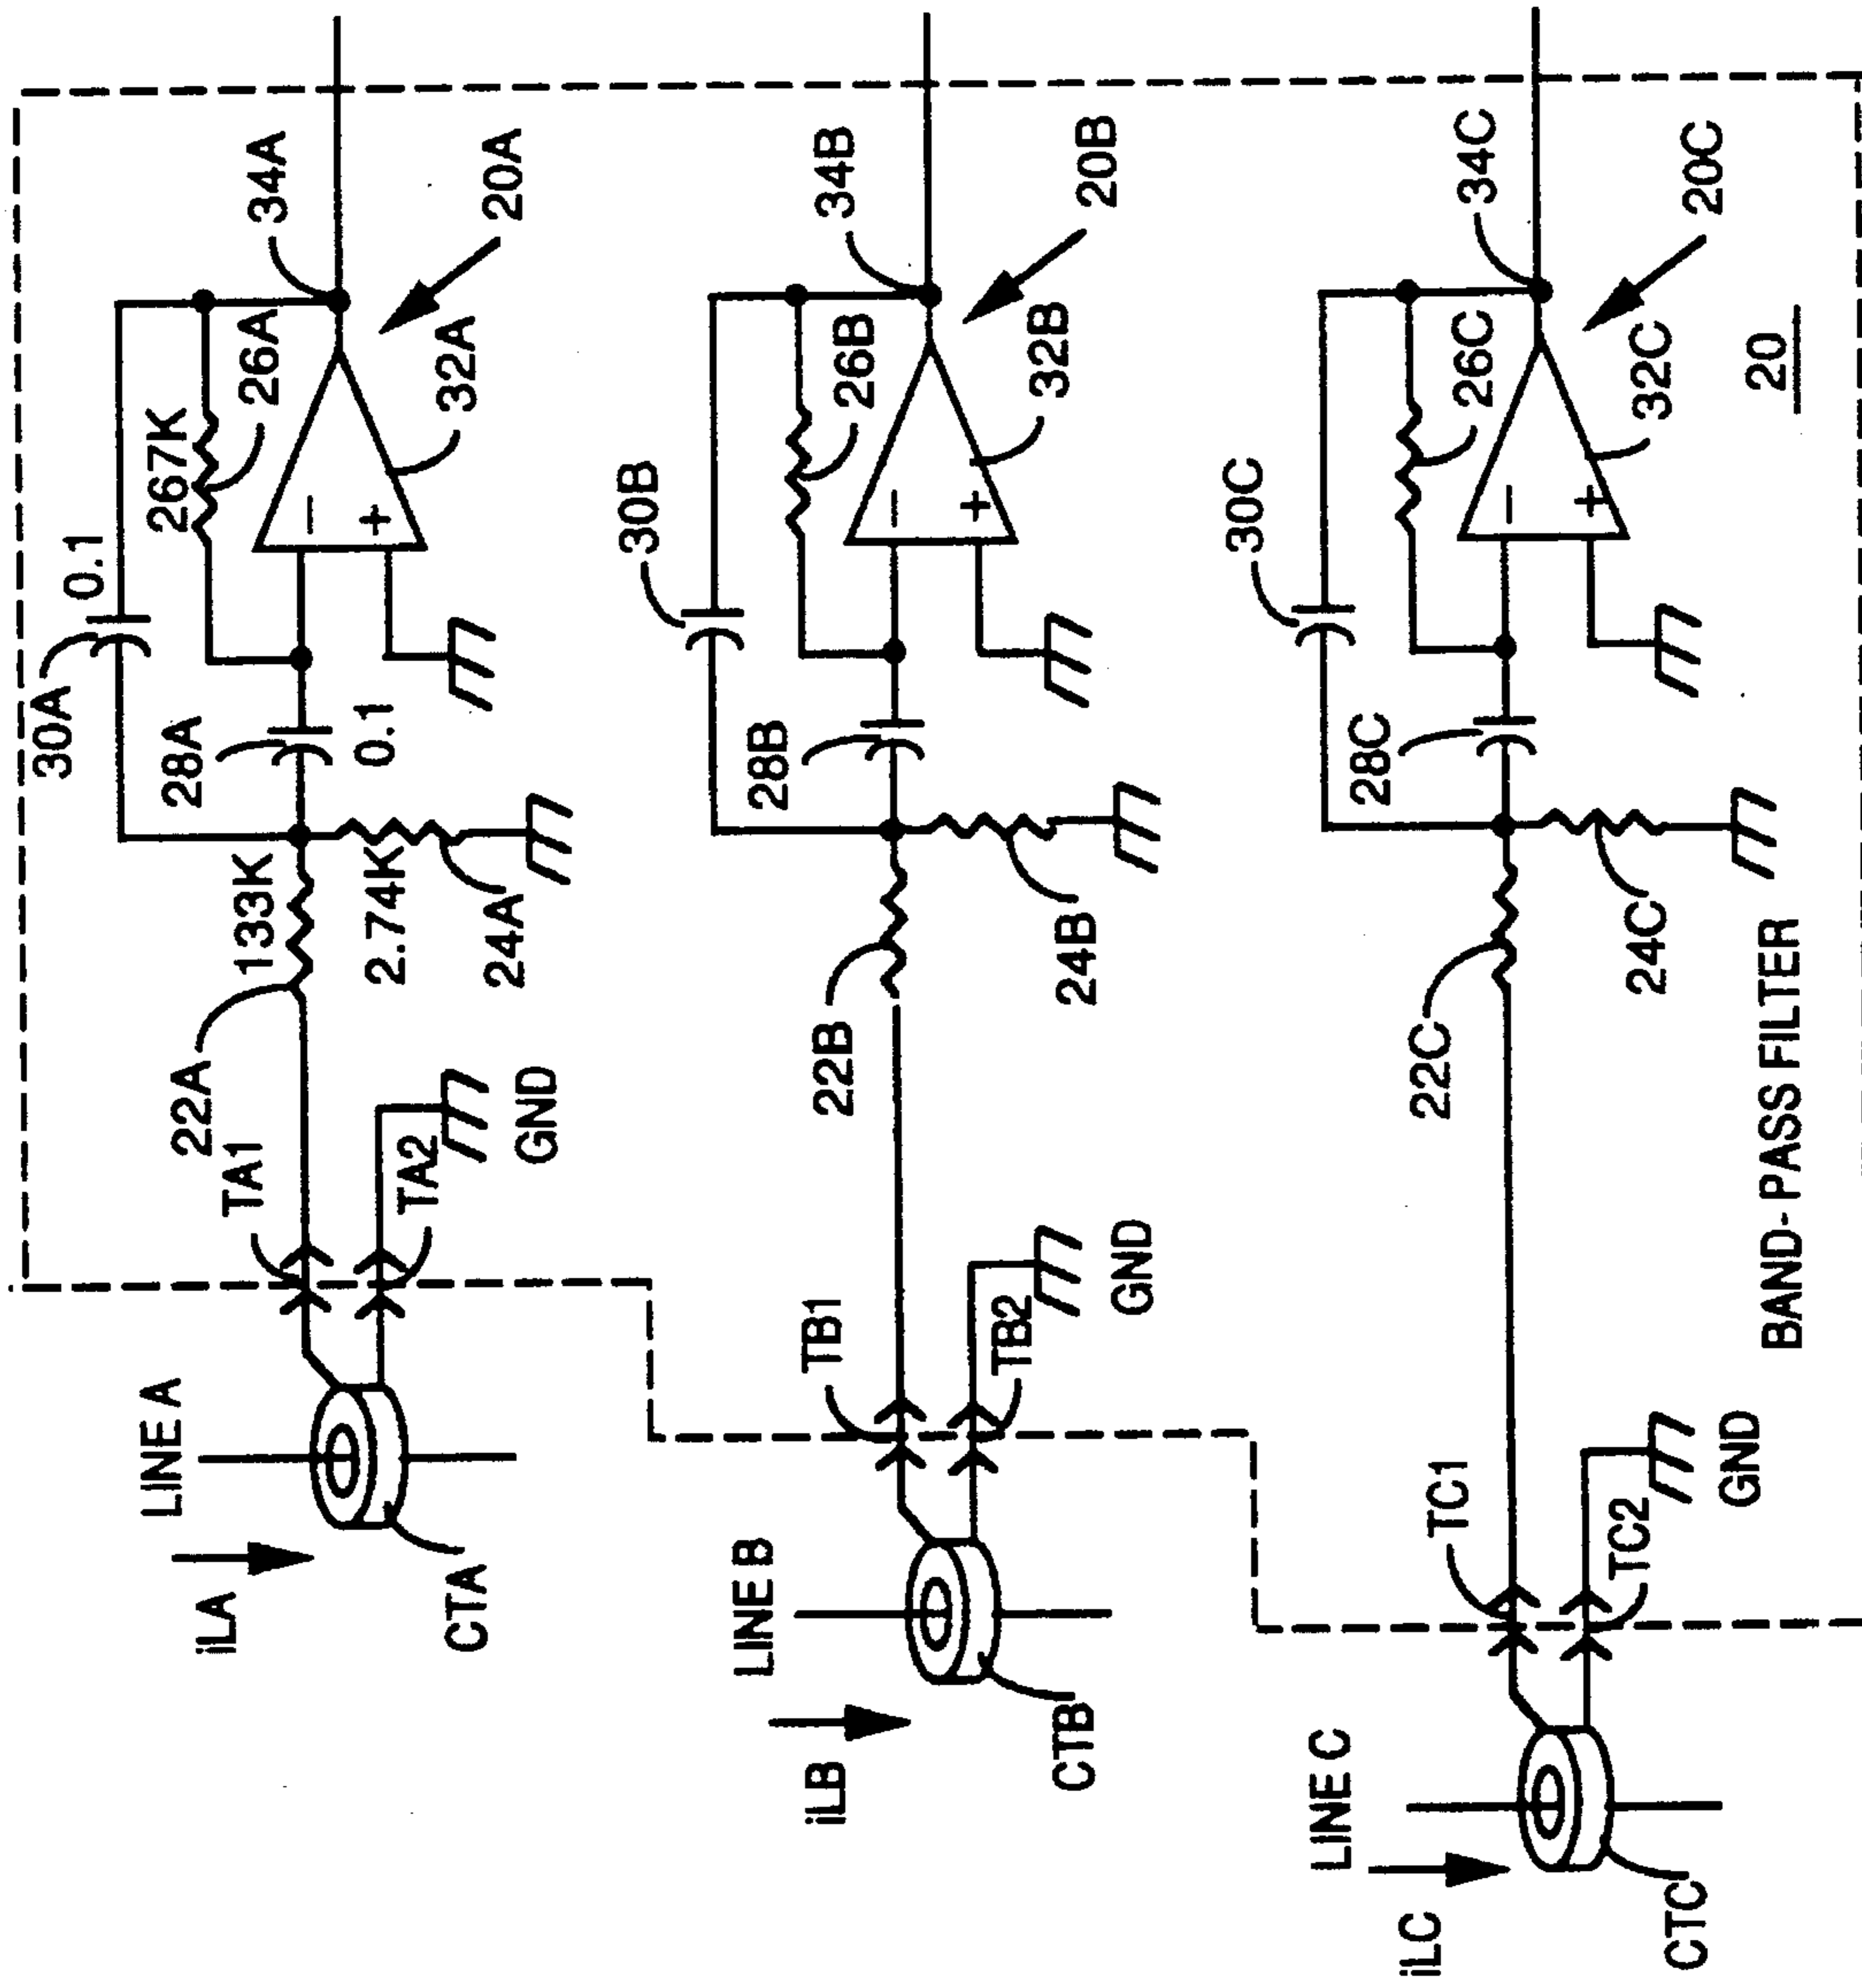 LINE A
iLA
CTA
TA1
TA2
GND
22A
133K
2.74K
24A
30A
0.1
28A
0.1
267K
26A
32A
34A
20A
LINE B
iLB
CTB
TB1
TB2
GND
22B
24B
30B
28B
26B
32B
34B
20B
LINE C
iLC
CTC
TC1
TC2
GND
22C
24C
30C
28C
26C
32C
34C
20C
BAND-PASS FILTER
20